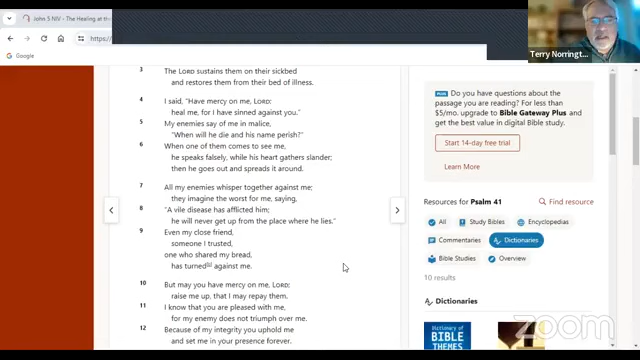 John 5 NIV - The Healing at the
https://
Google
Terry Norringt...
3 The LORD sustains them on their sickbed
and restores them from their bed of illness.
4 I said, “Have mercy on me, LORD;
heal me, for I have sinned against you.”
5 My enemies say of me in malice,
“When will he die and his name perish?”
6 When one of them comes to see me,
he speaks falsely, while his heart gathers slander;
then he goes out and spreads it around.
7 All my enemies whisper together against me;
they imagine the worst for me, saying,
8 “A vile disease has afflicted him;
he will never get up from the place where he lies.”
9 Even my close friend,
someone I trusted,
one who shared my bread,
has turned against me.
10 But may you have mercy on me, LORD;
raise me up, that I may repay them.
11 I know that you are pleased with me,
for my enemy does not triumph over me.
12 Because of my integrity you uphold me
and set me in your presence forever.
PLUS Do you have questions about the
passage you are reading? For less than
$5/mo. upgrade to Bible Gateway Plus and
get the best value in digital Bible study.
Start 14-day free trial
Learn More
Resources for Psalm 41
Find resource
All
Study Bibles
Encyclopedias
Commentaries
Dictionaries
Bible Studies
Overview
10 results
Dictionaries
Dictionary of
BIBLE
THEMES
zoom